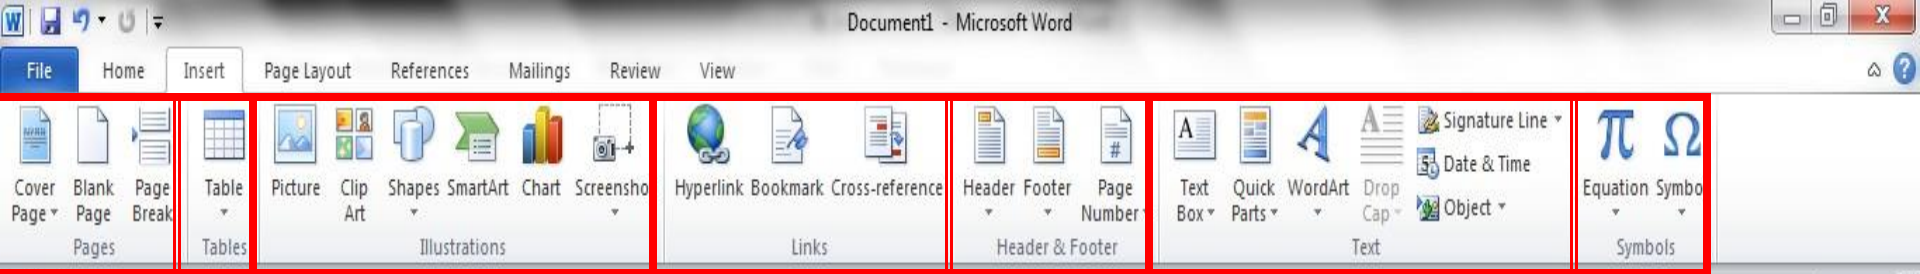 Document1 - Microsoft Word
File Home Insert Page Layout References Mailings Review View
Cover Page
Blank Page
Page Break
Pages
Table
Tables
Picture
Clip Art
Shapes
SmartArt
Chart
Screensho
Illustrations
Hyperlink
Bookmark
Cross-reference
Links
Header
Footer
Page Number
Header & Footer
A
Text Box
Quick Parts
WordArt
Drop Cap
Signature Line
Date & Time
Object
Text
π
Equation
Ω
Symbo
Symbols